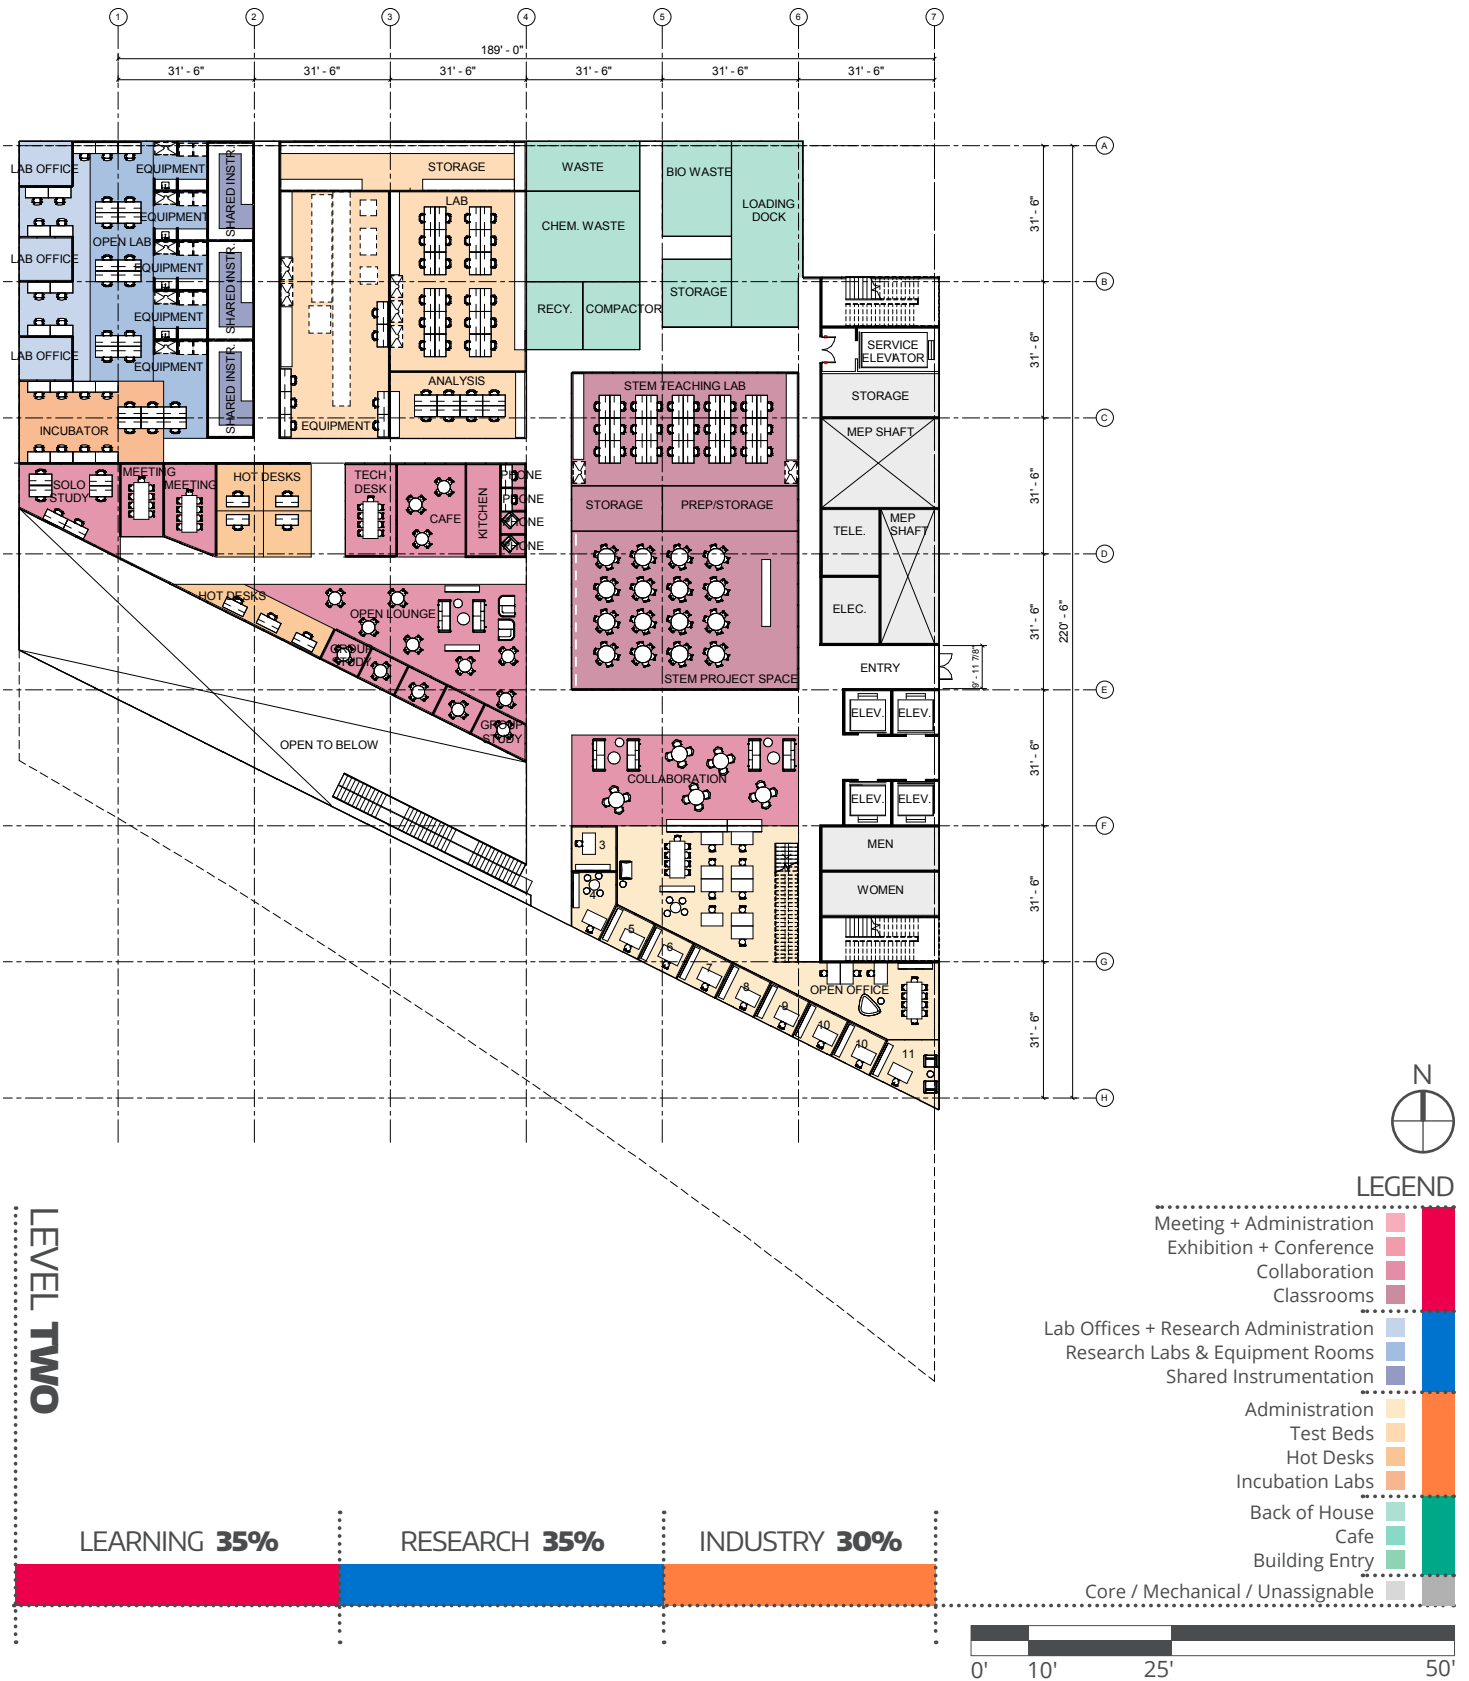 1 2 3 4 5 6 7
189' - 0"
31' - 6" 31' - 6" 31' - 6" 31' - 6" 31' - 6" 31' - 6"
A
B
C
D
E
F
G
H
31' - 6"
31' - 6"
31' - 6"
31' - 6"
31' - 6"
31' - 6"
31' - 6"
220' - 6"
9' - 11 7/8"
LAB OFFICE
LAB OFFICE
LAB OFFICE
OPEN LAB
EQUIPMENT
EQUIPMENT
EQUIPMENT
EQUIPMENT
EQUIPMENT
SHARED INSTR.
SHARED INSTR.
SHARED INSTR.
INCUBATOR
STORAGE
LAB
ANALYSIS
EQUIPMENT
WASTE
CHEM. WASTE
RECY.
COMPACTOR
BIO WASTE
LOADING
DOCK
STORAGE
SERVICE
ELEVATOR
STORAGE
MEP SHAFT
TELE.
MEP
SHAFT
ELEC.
ENTRY
ELEV. ELEV.
ELEV. ELEV.
MEN
WOMEN
STEM TEACHING LAB
STORAGE
PREP/STORAGE
STEM PROJECT SPACE
SOLO
STUDY
MEETING
MEETING
HOT DESKS
TECH
DESK
CAFE
KITCHEN
PHONE
PHONE
PHONE
PHONE
HOT DESKS
OPEN LOUNGE
GROUP
STUDY
GROUP
STUDY
OPEN TO BELOW
COLLABORATION
3
4
5
6
7
8
9
10
10
11
OPEN OFFICE
N
LEGEND
Meeting + Administration
Exhibition + Conference
Collaboration
Classrooms
Lab Offices + Research Administration
Research Labs & Equipment Rooms
Shared Instrumentation
Administration
Test Beds
Hot Desks
Incubation Labs
Back of House
Cafe
Building Entry
Core / Mechanical / Unassignable
LEVEL TWO
LEARNING 35%
RESEARCH 35%
INDUSTRY 30%
0' 10' 25' 50'